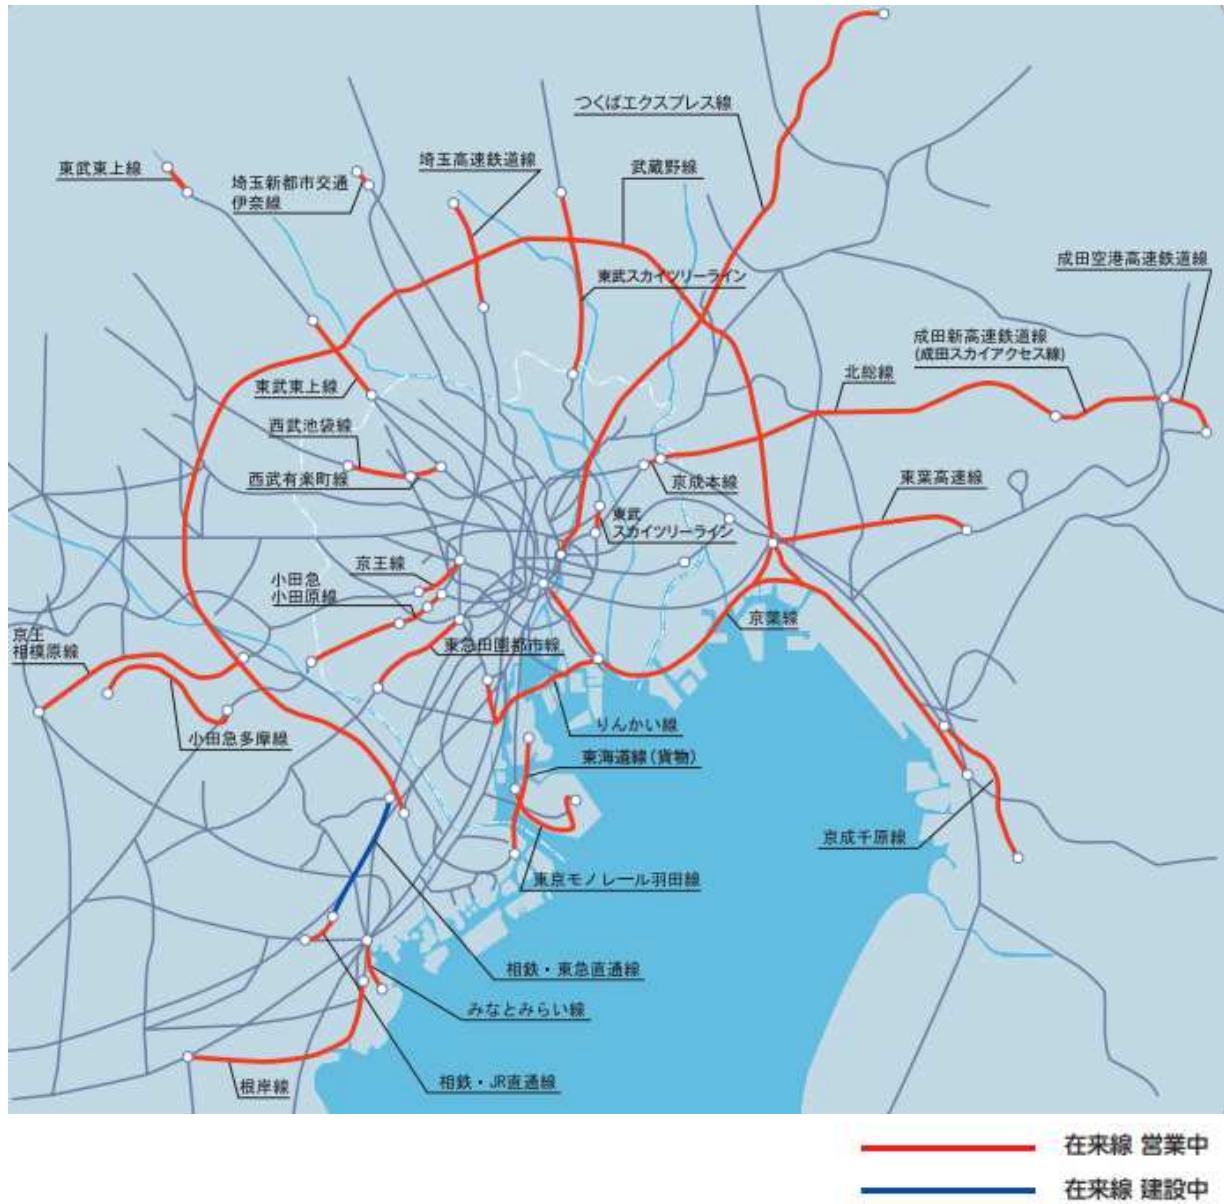 つくばエクスプレス線
東武東上線
埼玉高速鉄道線
武蔵野線
埼玉新都市交通
伊奈線
成田空港高速鉄道線
東武スカイツリーライン
成田新高速鉄道線
(成田スカイアクセス線)
北総線
東武東上線
西武池袋線
西武有楽町線
京成本線
東葉高速線
東武
スカイツリーライン
京王線
小田急
小田原線
京葉線
京王
相模原線
東急田園都市線
りんかい線
小田急多摩線
東海道線(貨物)
京成千原線
東京モノレール羽田線
相鉄・東急直通線
みなとみらい線
相鉄・JR直通線
根岸線
在来線 営業中
在来線 建設中